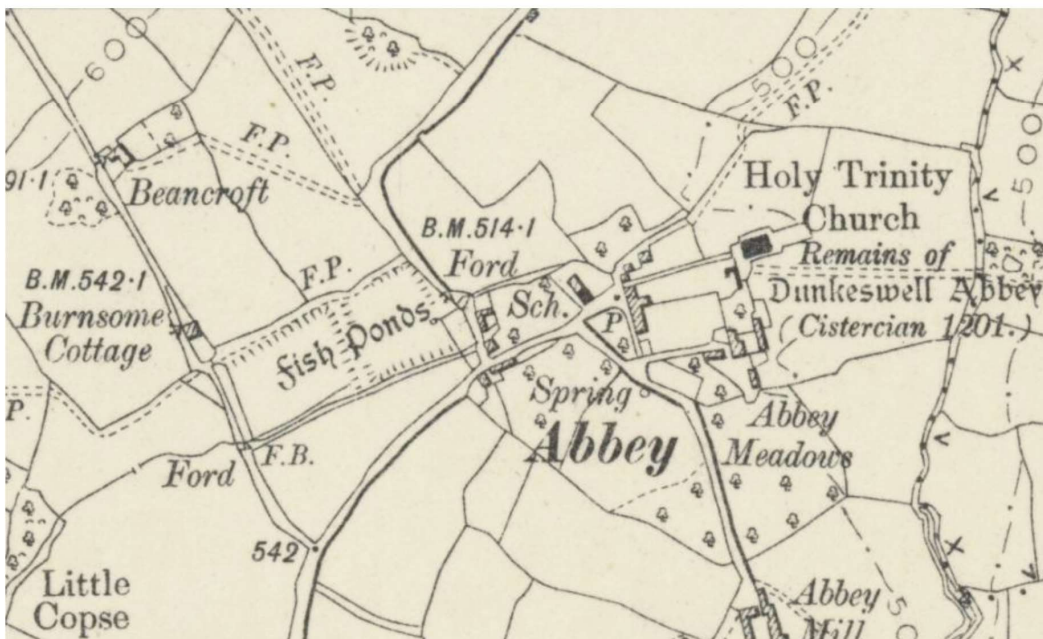 600
F.P.
500
F.P.
F.P.
91·1
Beancroft
Holy Trinity
Church
500
B.M.514·1
Ford
Remains of
Dunkeswell Abbey
(Cistercian 1201.)
B.M.542·1
F.P.
Burnsome
Cottage
Fish Ponds
Sch.
P
Spring
Abbey
Abbey
Meadows
P.
Ford
F.B.
542
Little
Copse
Abbey
Mill
5